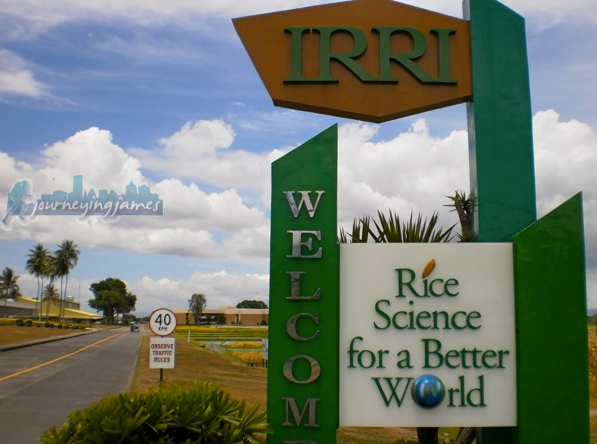 IRRI
WELCOM
Rice
Science
for a Better
World
journeyingjames
40
KPH
OBSERVE
TRAFFIC
RULES